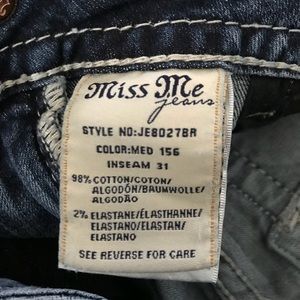 Miss Me
jeans
STYLE NO:JE8027BR
COLOR:MED 156
INSEAM 31
98% COTTON/COTON/
ALGODÓN/BAUMWOLLE/
ALGODÃO
2% ELASTANE/ÉLASTHANNE/
ELASTANO/ELASTAN/
ELASTANO
SEE REVERSE FOR CARE